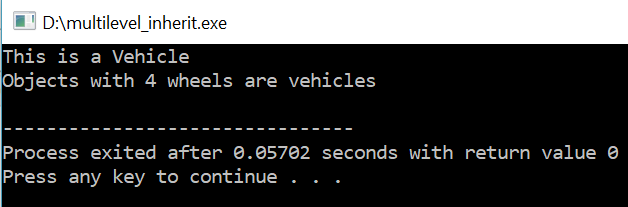 D:\multilevel_inherit.exe
This is a Vehicle
Objects with 4 wheels are vehicles
--------------------------------
Process exited after 0.05702 seconds with return value 0
Press any key to continue . . .